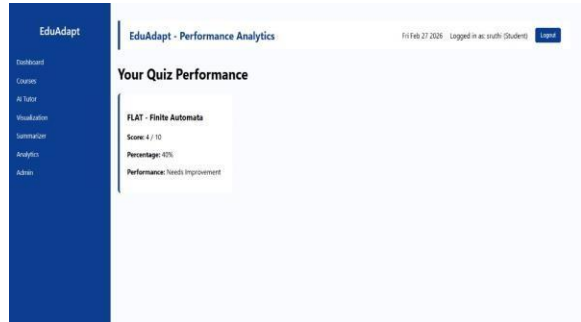 EduAdapt
Dashboard
Courses
AI Tutor
Visualization
Summarizer
Analytics
Admin
EduAdapt - Performance Analytics
Fri Feb 27 2026 Logged in as: sruthi (Student) Logout
Your Quiz Performance
FLAT - Finite Automata
Score: 4 / 10
Percentage: 40%
Performance: Needs Improvement